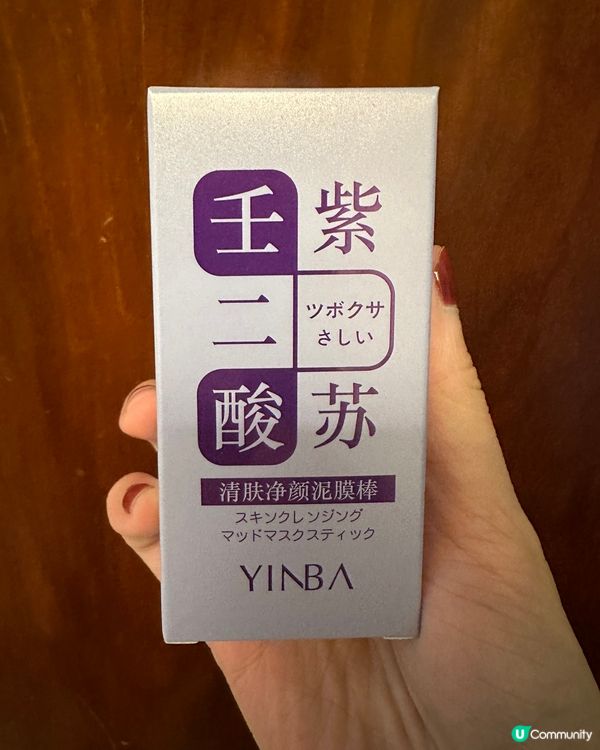 紫苏
壬二酸
ツボクサ
さしい
清肤净颜泥膜棒
スキンクレンジング
マッドマスクスティック
YINBA
U Community